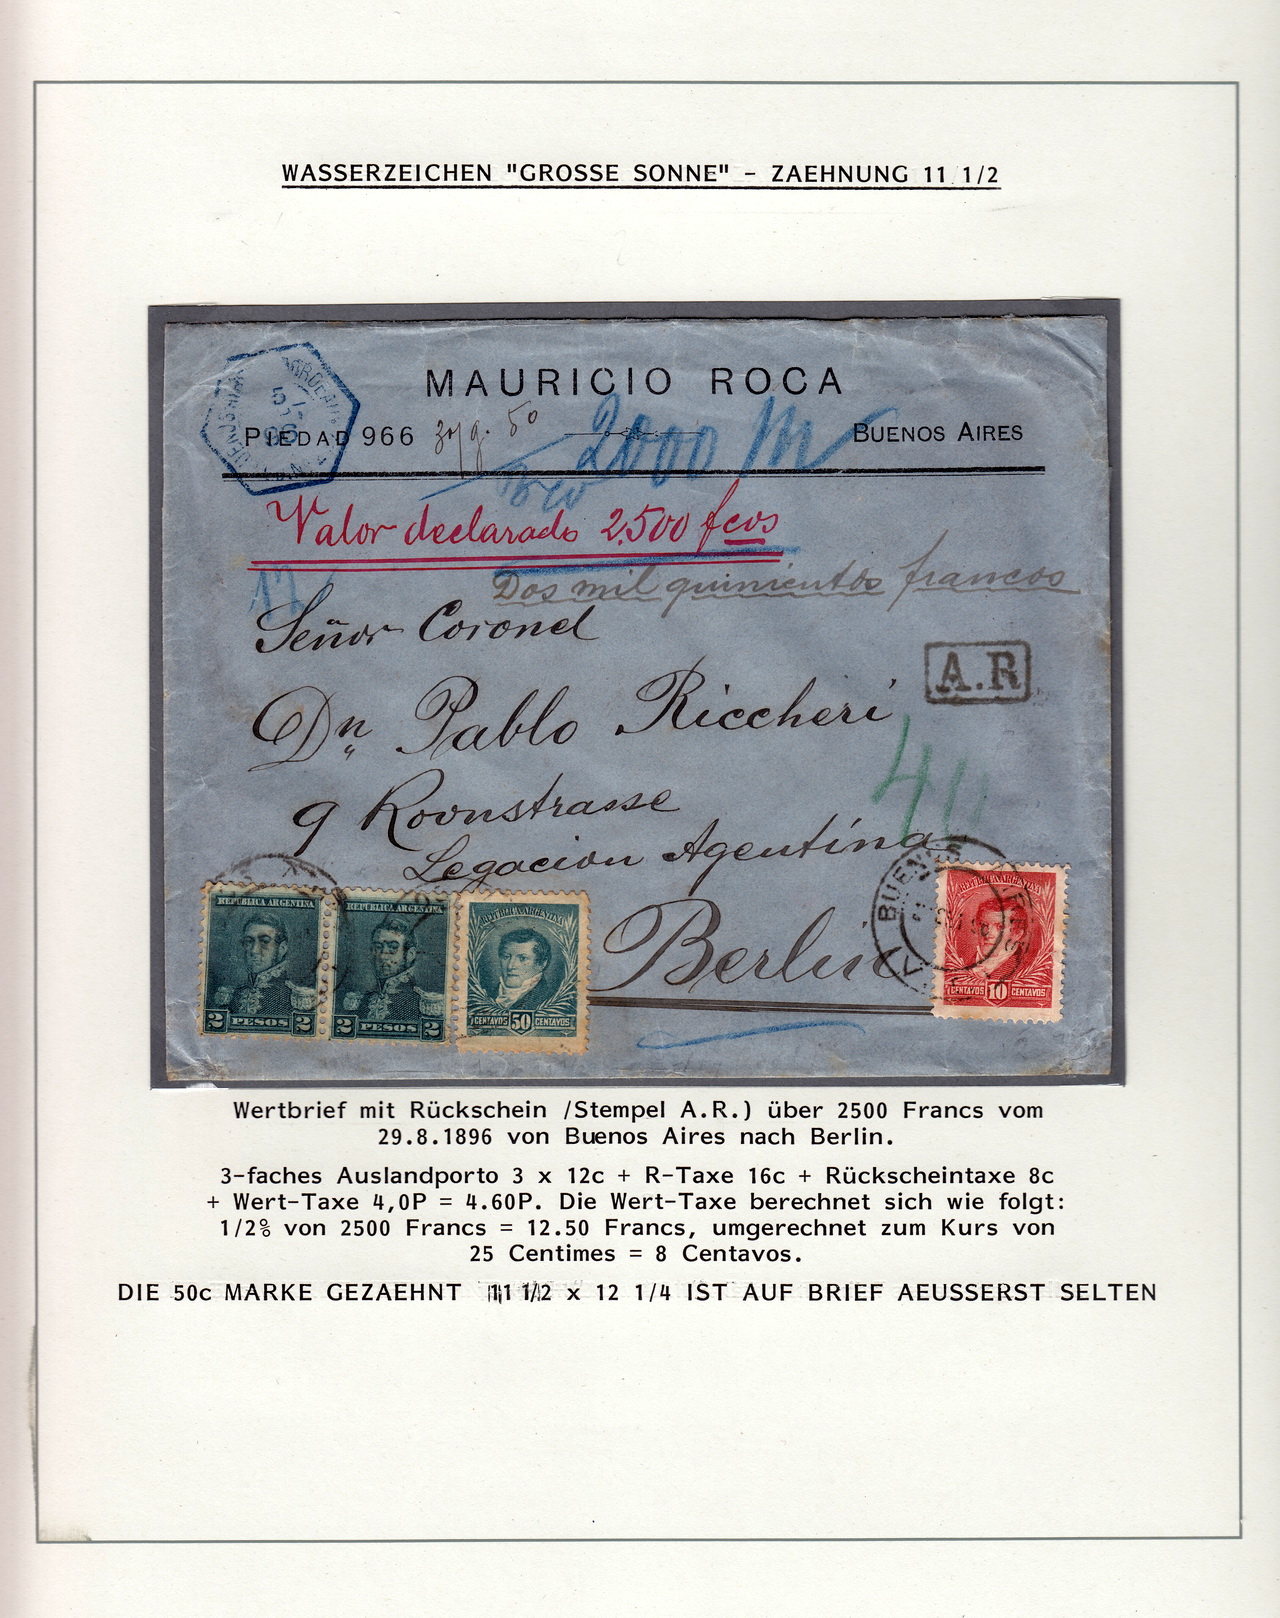 WASSERZEICHEN "GROSSE SONNE" - ZAEHNUNG 11 1/2
MAURICIO ROCA
PIEDAD 966
50
2000 M
BUENOS AIRES
Valor declarado 2.500 fcos
17
Dos mil quinientos francos
Señor Coronel
A.R
Dn Pablo Riccheri
9 Roonstrasse
Legacion Agentina
Berlin
BUENOS
REPUBLICA ARGENTINA
2 PESOS 2
REPUBLICA ARGENTINA
2 PESOS 2
REPUBLICA ARGENTINA
CENTAVOS 50 CENTAVOS
REPUBLICA ARGENTINA
CENTAVOS 10 CENTAVOS
Wertbrief mit Rückschein /Stempel A.R.) über 2500 Francs vom
29.8.1896 von Buenos Aires nach Berlin.
3-faches Auslandporto 3 x 12c + R-Taxe 16c + Rückscheintaxe 8c
+ Wert-Taxe 4,0P = 4.60P. Die Wert-Taxe berechnet sich wie folgt:
1/2% von 2500 Francs = 12.50 Francs, umgerechnet zum Kurs von
25 Centimes = 8 Centavos.
DIE 50c MARKE GEZAEHNT 11 1/2 x 12 1/4 IST AUF BRIEF AEUSSERST SELTEN